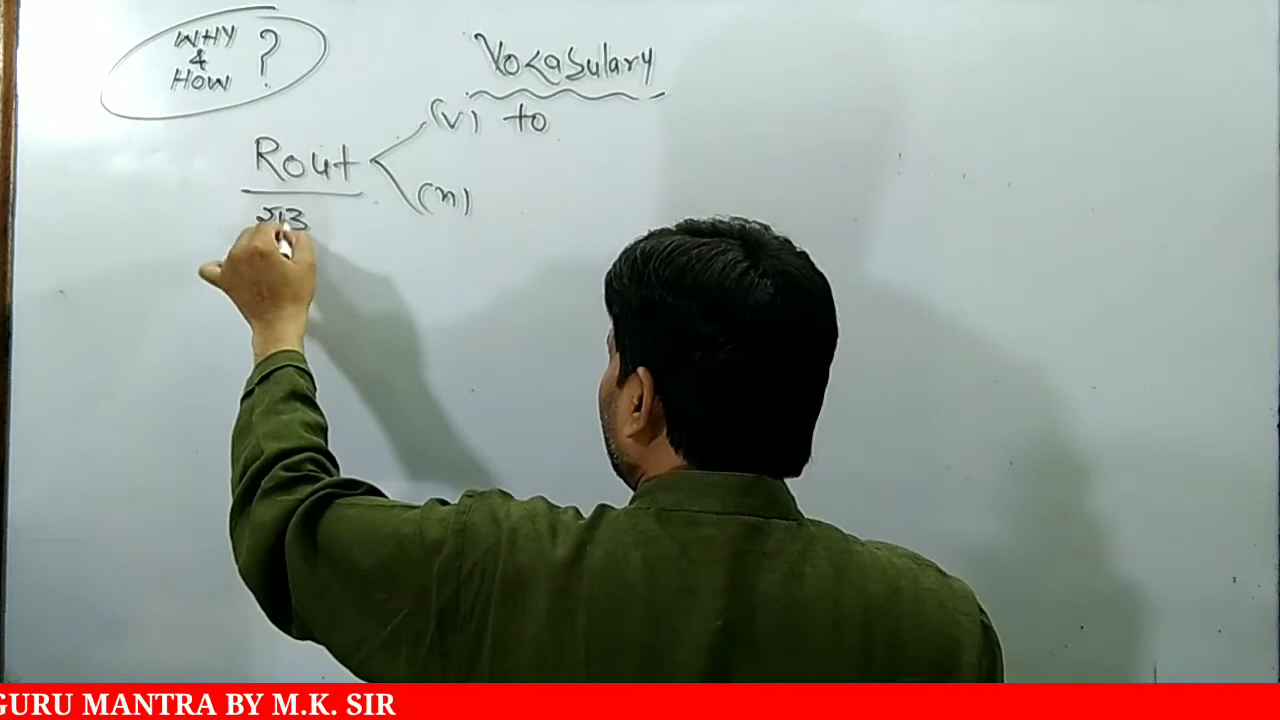 WHY
&
HOW ?
Vocabulary
(v) to
Rout
(n)
GURU MANTRA BY M.K. SIR